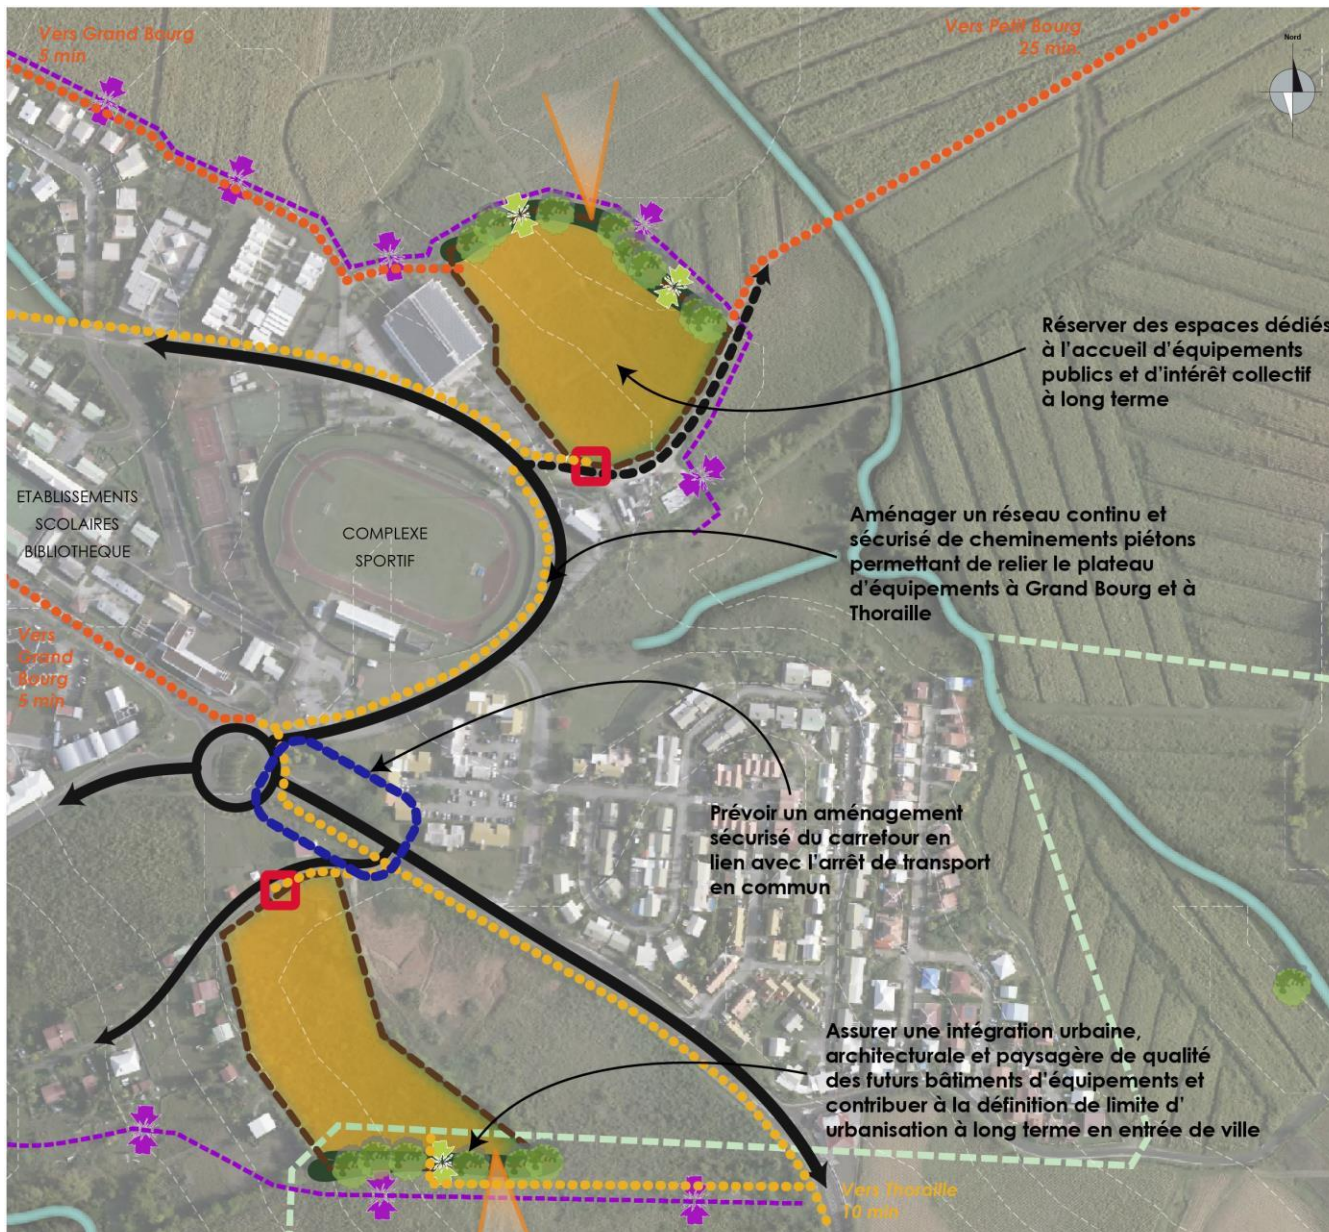 Vers Grand Bourg
5 min
Vers Petit Bourg
25 min.
Nord
Réserver des espaces dédiés
à l'accueil d'équipements
publics et d'intérêt collectif
à long terme
ETABLISSEMENTS
SCOLAIRES
BIBLIOTHEQUE
COMPLEXE
SPORTIF
Aménager un réseau continu et
sécurisé de cheminements piétons
permettant de relier le plateau
d'équipements à Grand Bourg et à
Thoraille
Vers
Grand
Bourg
5 min
Prévoir un aménagement
sécurisé du carrefour en
lien avec l'arrêt de transport
en commun
Assurer une intégration urbaine,
architecturale et paysagère de qualité
des futurs bâtiments d'équipements et
contribuer à la définition de limite d'
urbanisation à long terme en entrée de ville
Vers Thoraille
10 min